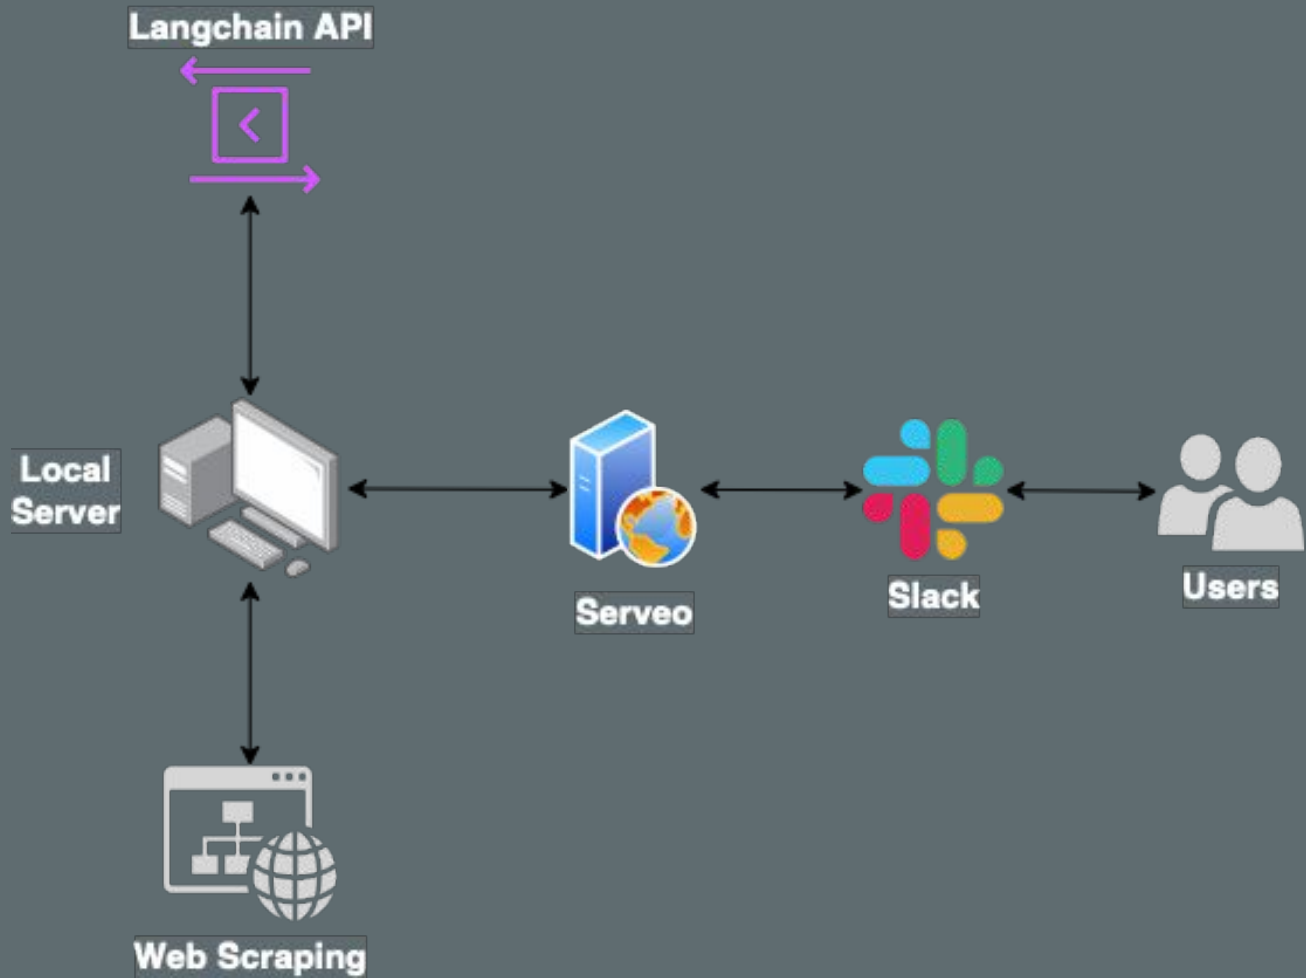 Langchain API
Local
Server
Serveo
Slack
Users
Web Scraping